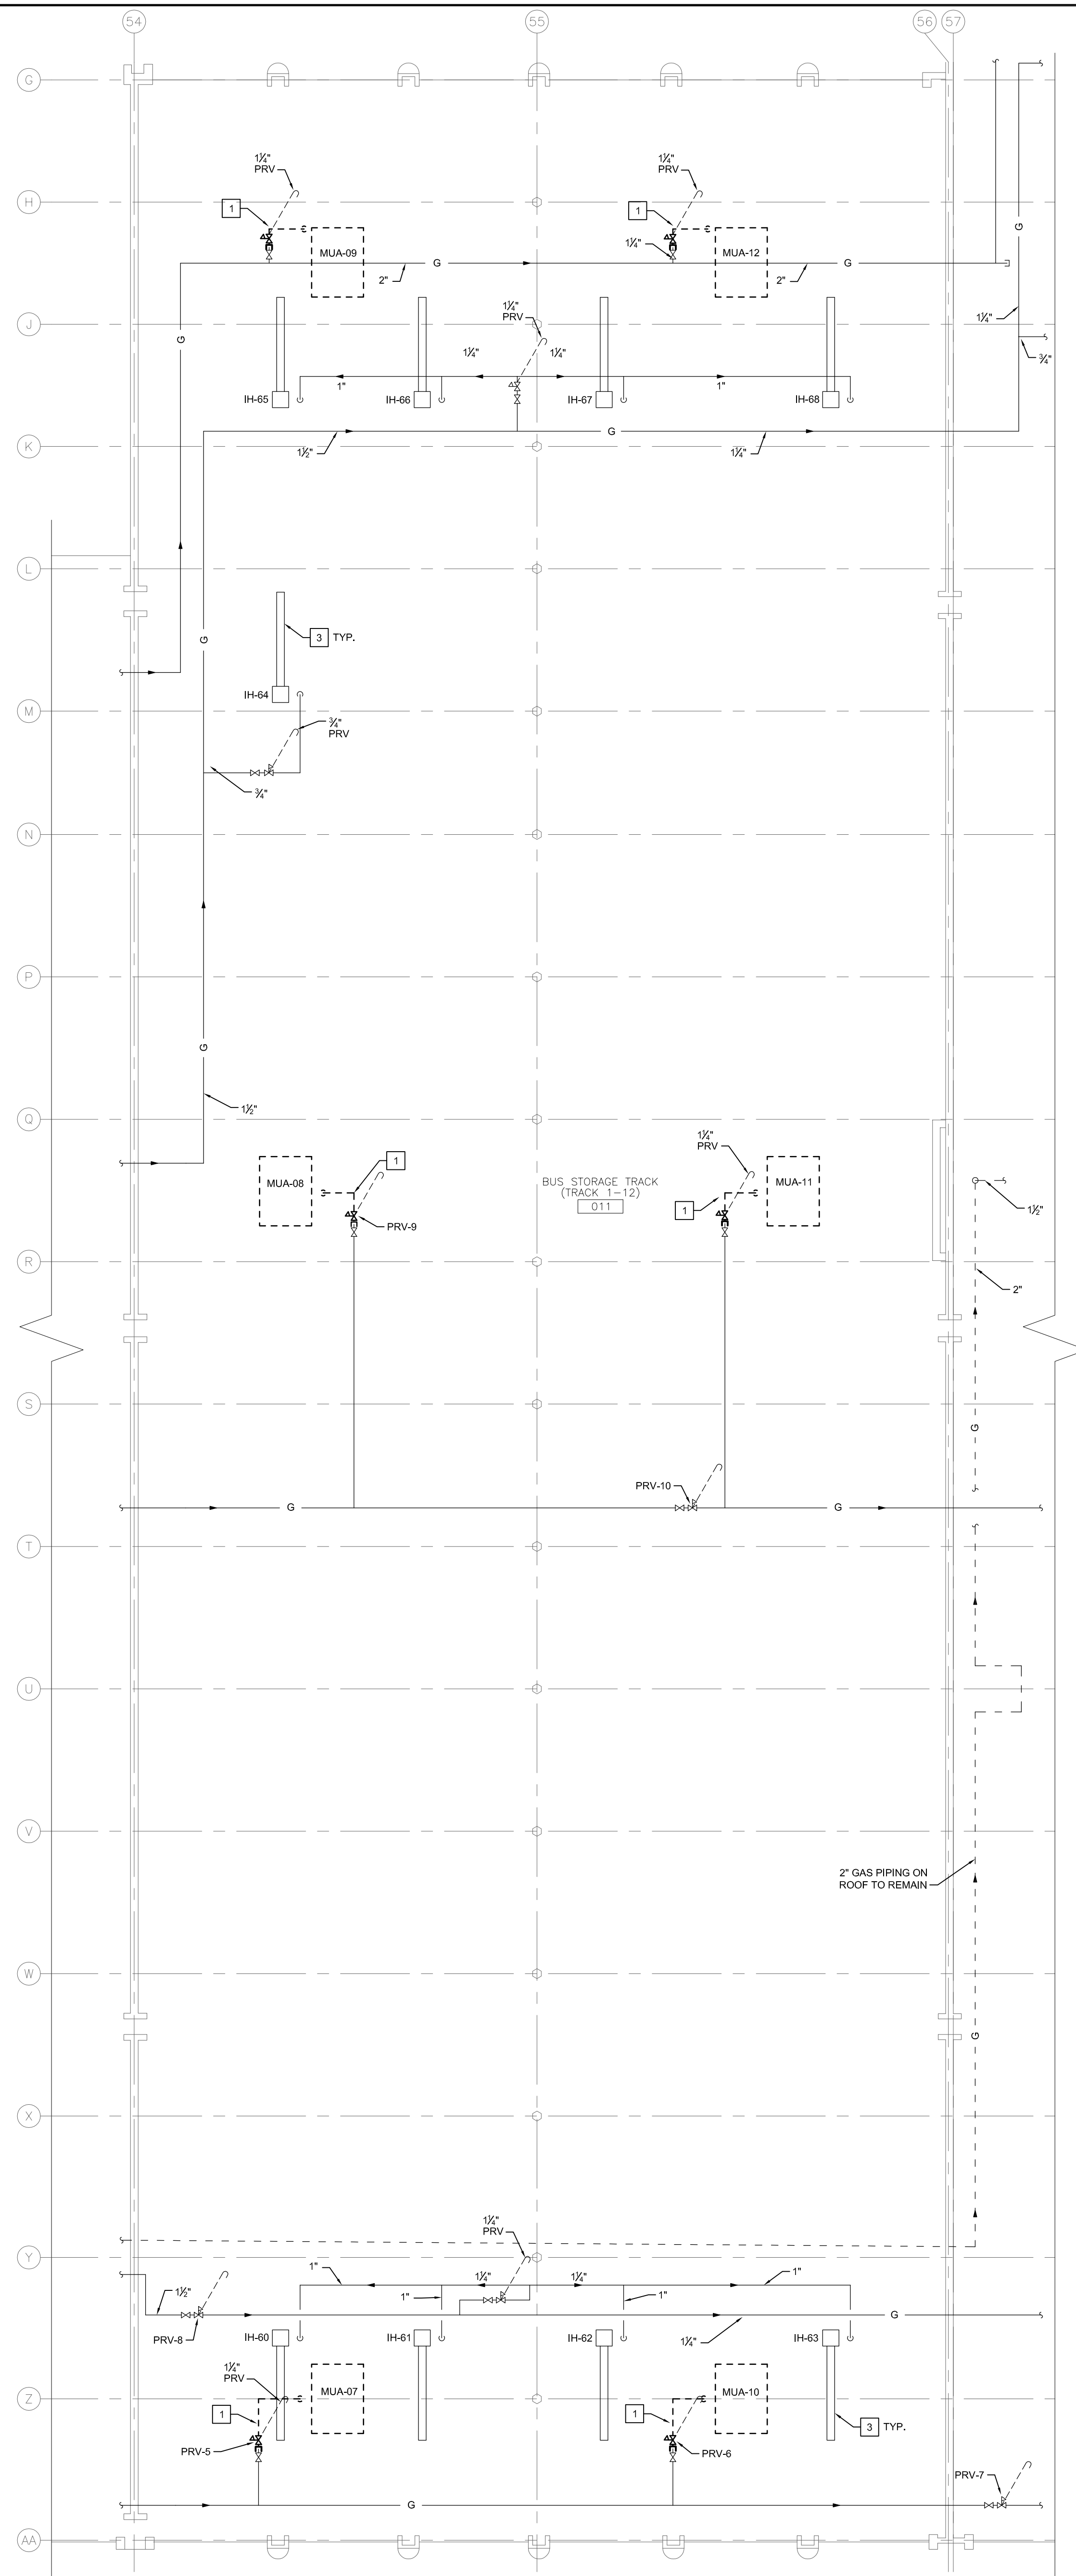 54
55
56
57
G
1¼"
PRV
1¼"
PRV
H
1
1
G
MUA-09
1¼"
MUA-12
G
G
2"
2"
1¼"
PRV
J
1¼"
G
1¼"
1¼"
¾"
1"
1"
IH-65
IH-66
IH-67
IH-68
K
G
1½"
1¼"
L
G
3 TYP.
IH-64
M
¾"
PRV
¾"
N
P
G
1½"
Q
1¼"
PRV
1
MUA-08
BUS STORAGE TRACK
(TRACK 1-12)
011
MUA-11
1
1½"
PRV-9
R
2"
S
G
PRV-10
G
G
T
U
V
2" GAS PIPING ON
ROOF TO REMAIN
W
G
X
1¼"
PRV
Y
1"
1¼"
1¼"
1"
1½"
1"
1"
G
PRV-8
IH-60
IH-61
IH-62
1¼"
IH-63
1¼"
PRV
MUA-07
MUA-10
Z
1
1
3 TYP.
PRV-5
PRV-6
PRV-7
G
AA